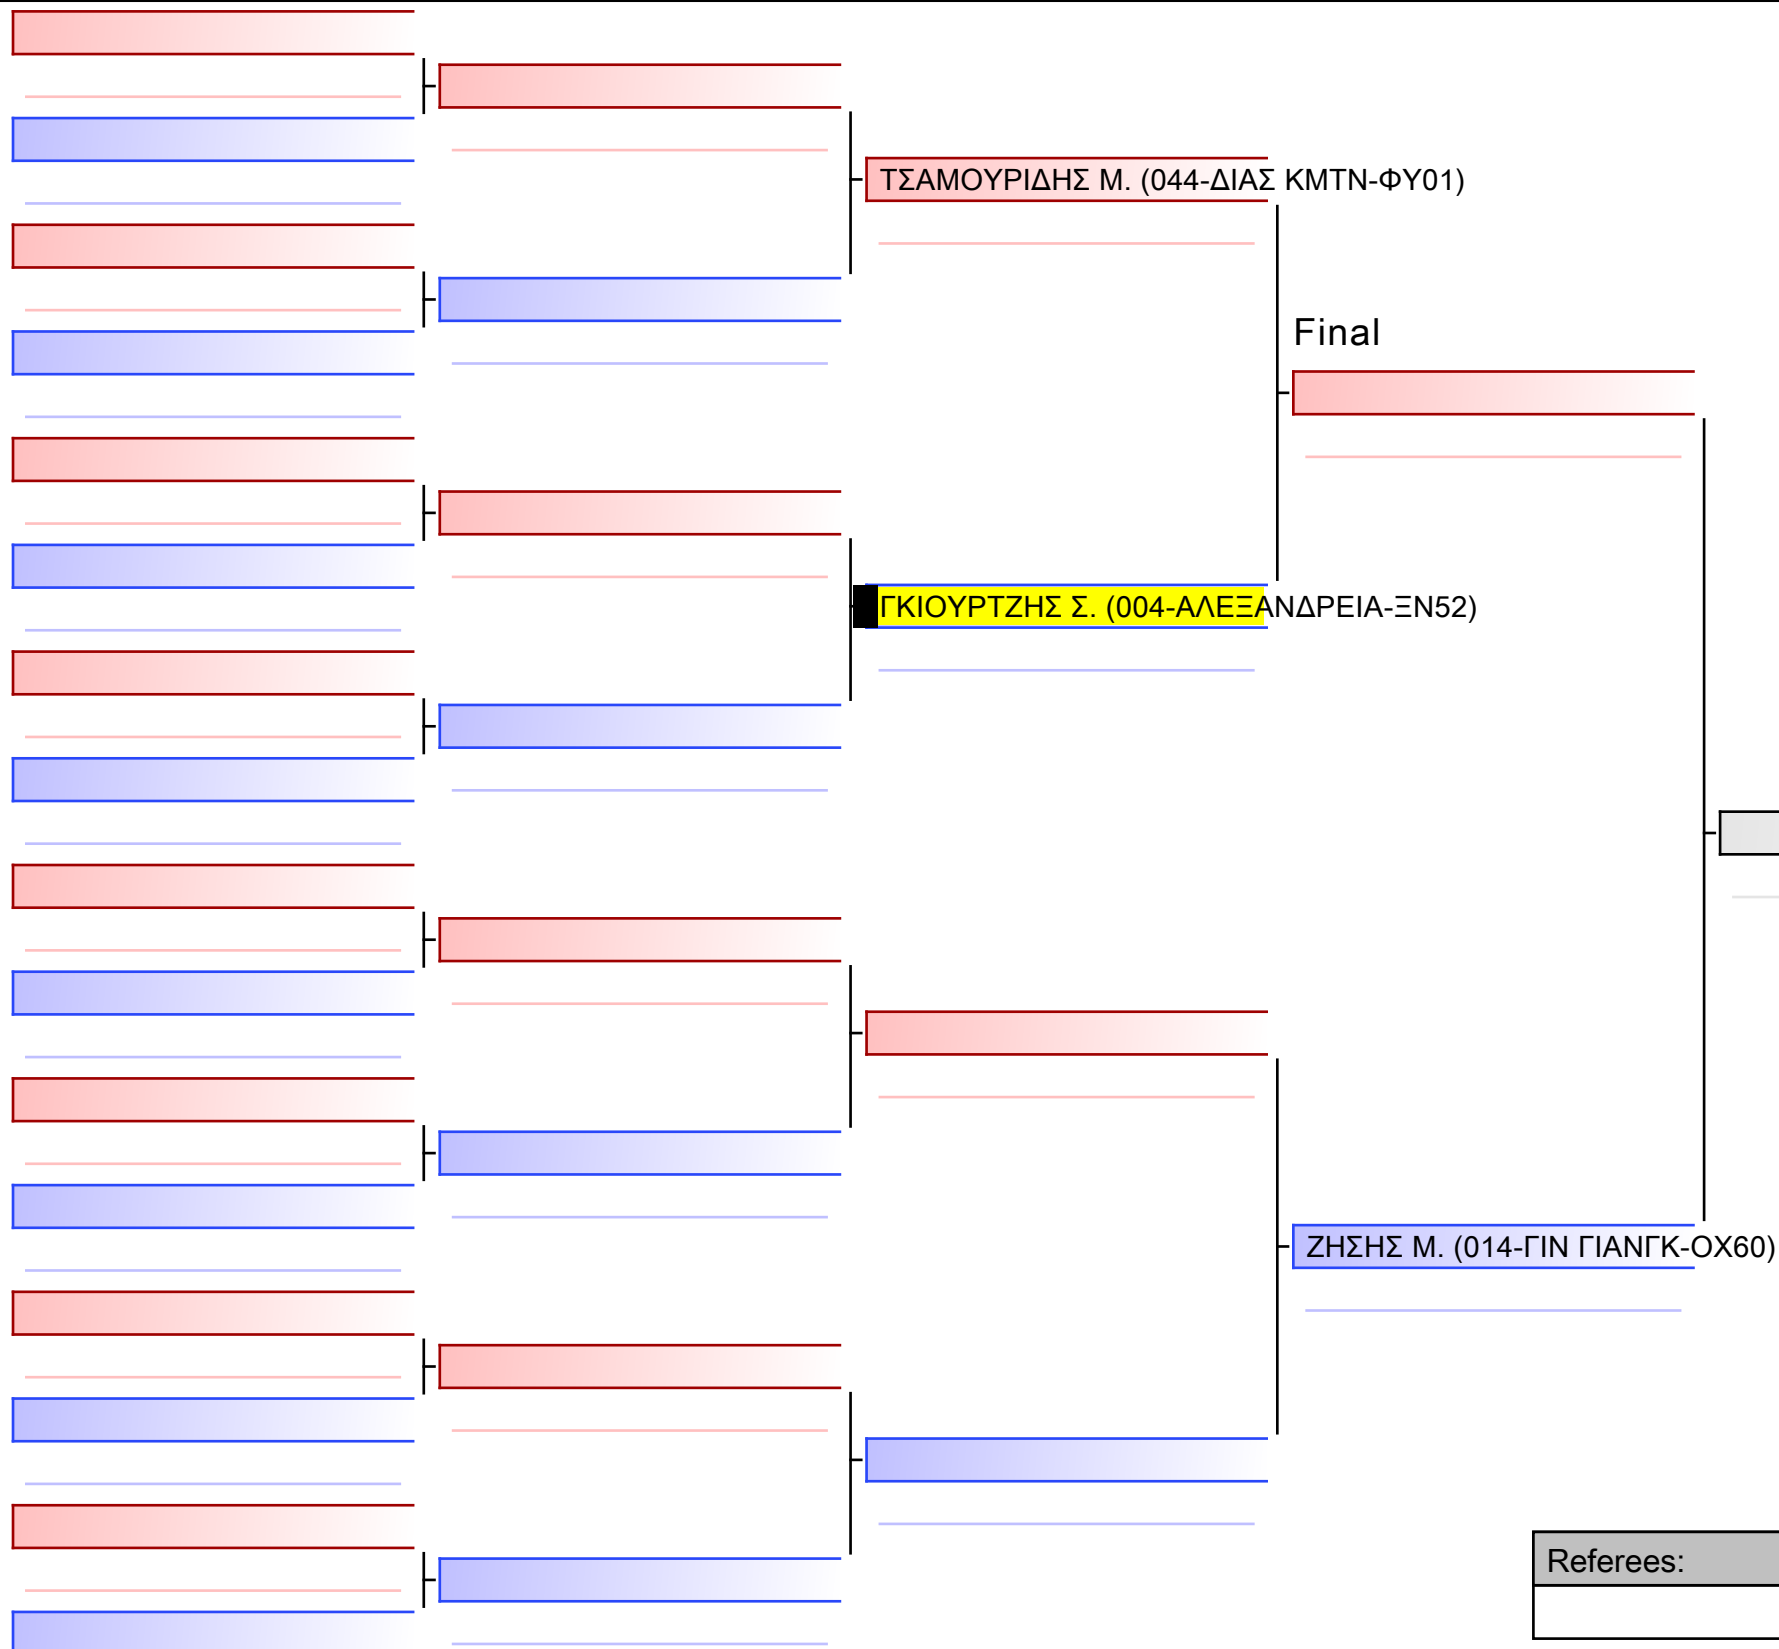 ΤΣΑΜΟΥΡΙΔΗΣ Μ. (044-ΔΙΑΣ ΚΜΤΝ-ΦΥ01)
Final
ΓΚΙΟΥΡΤΖΗΣ Σ. (004-ΑΛΕΞΑΝΔΡΕΙΑ-ΞΝ52)
ΖΗΣΗΣ Μ. (014-ΓΙΝ ΓΙΑΝΓΚ-ΟΧ60)
Referees: